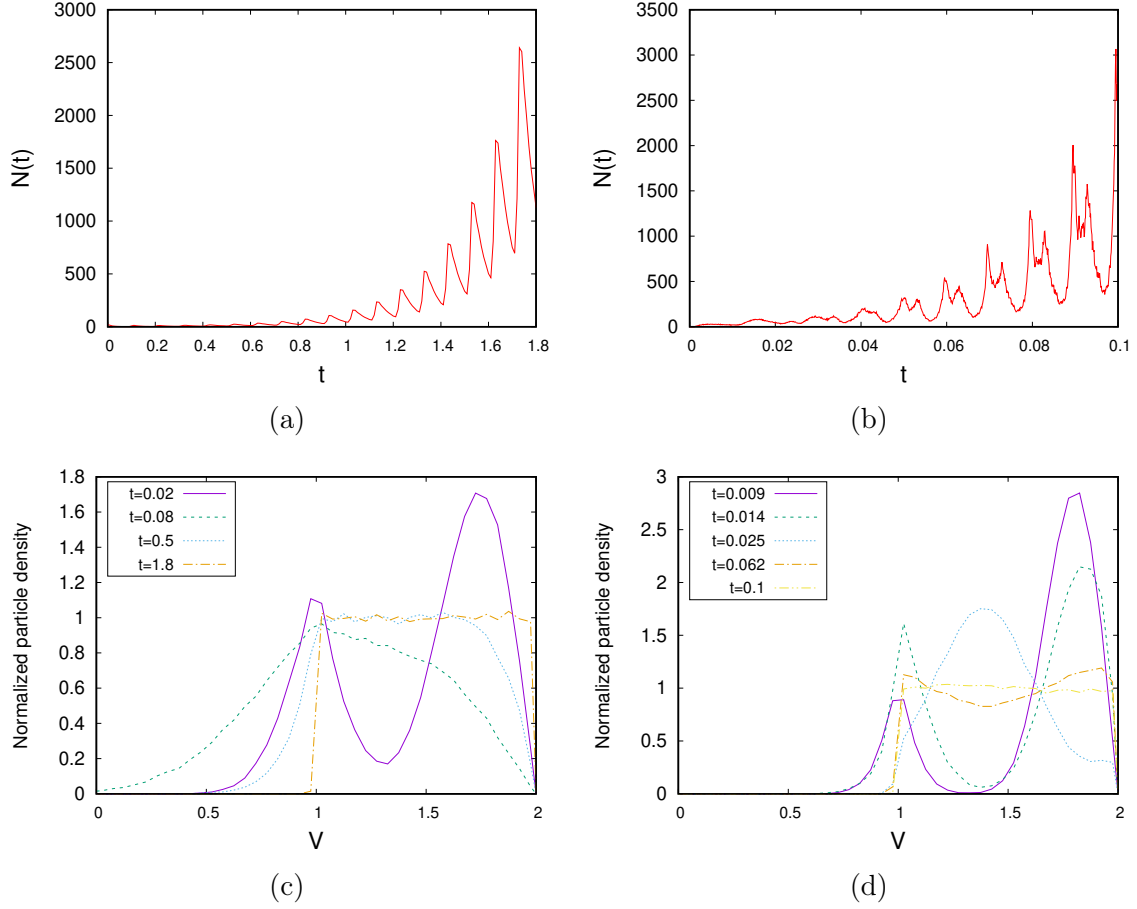 3000
2500
2000
1500
1000
500
0
N(t)
0 0.2 0.4 0.6 0.8 1 1.2 1.4 1.6 1.8
t
(a)
3500
3000
2500
2000
1500
1000
500
0
N(t)
0 0.02 0.04 0.06 0.08 0.1
t
(b)
1.8
1.6
1.4
1.2
1
0.8
0.6
0.4
0.2
0
Normalized particle density
t=0.02
t=0.08
t=0.5
t=1.8
0 0.5 1 1.5 2
V
(c)
3
2.5
2
1.5
1
0.5
0
Normalized particle density
t=0.009
t=0.014
t=0.025
t=0.062
t=0.1
0 0.5 1 1.5 2
V
(d)